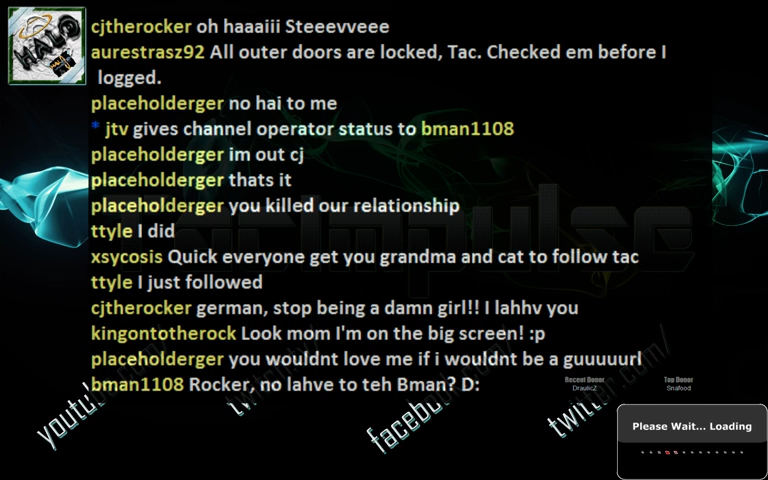 HALO
cjtherocker oh haaaiii Steeevveee
aurestrasz92 All outer doors are locked, Tac. Checked em before I
logged.
placeholderger no hai to me
* jtv gives channel operator status to bman1108
placeholderger im out cj
placeholderger thats it
placeholderger you killed our relationship
ttyle I did
xsycosis Quick everyone get you grandma and cat to follow tac
ttyle I just followed
cjtherocker german, stop being a damn girl!! I lahhv you
kingontotherock Look mom I'm on the big screen! :p
placeholderger you wouldnt love me if i wouldnt be a guuuurl
bman1108 Rocker, no lahve to teh Bman? D:
Recent Donor
DraulicZ
Top Donor
Snafood
Please Wait... Loading